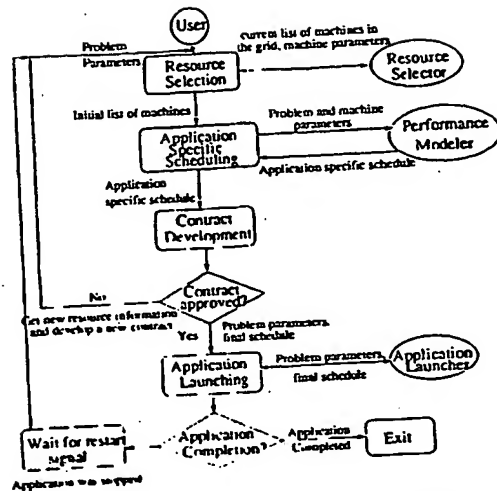 User
Problem
Parameters
current list of machines in
the grid, machine parameters
Resource
Selection
Resource
Selector
Initial list of machines
Application
Specific
Scheduling
Problem and machine
parameters
Performance
Modeler
Application specific schedule
Application
specific schedule
Contract
Development
No
Contract
approved?
Get new resource information
and develop a new contract
Yes
Problem parameters,
final schedule
Application
Launching
Problem parameters,
final schedule
Application
Launcher
Wait for restart
signal
Application
Completion?
Application
Completed
Exit
Application was stopped